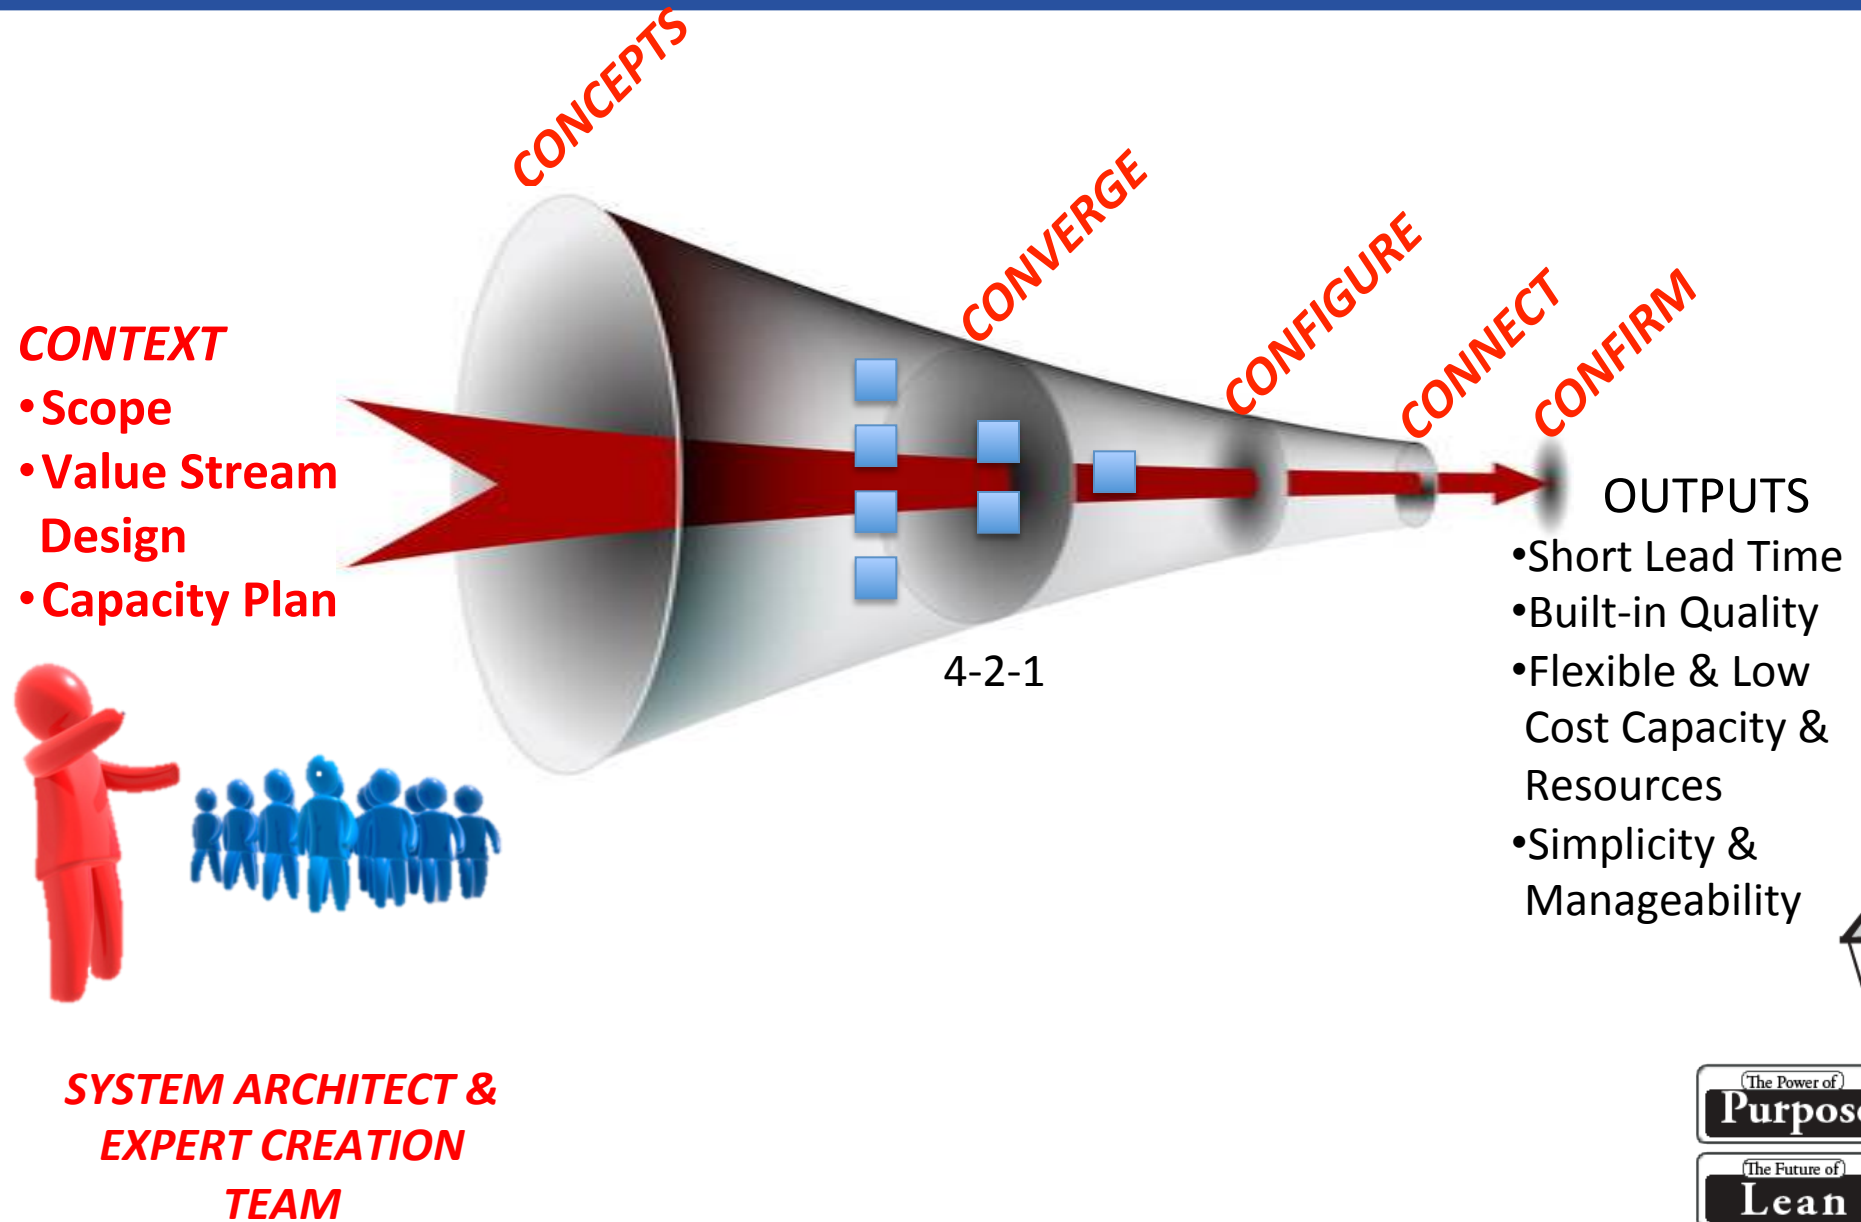 CONCEPTS
CONVERGE
CONFIGURE
CONNECT
CONFIRM
CONTEXT
•Scope
•Value Stream
Design
•Capacity Plan
4-2-1
OUTPUTS
•Short Lead Time
•Built-in Quality
•Flexible & Low
Cost Capacity &
Resources
•Simplicity &
Manageability
SYSTEM ARCHITECT &
EXPERT CREATION
TEAM
The Power of
Purpose
The Future of
Lean